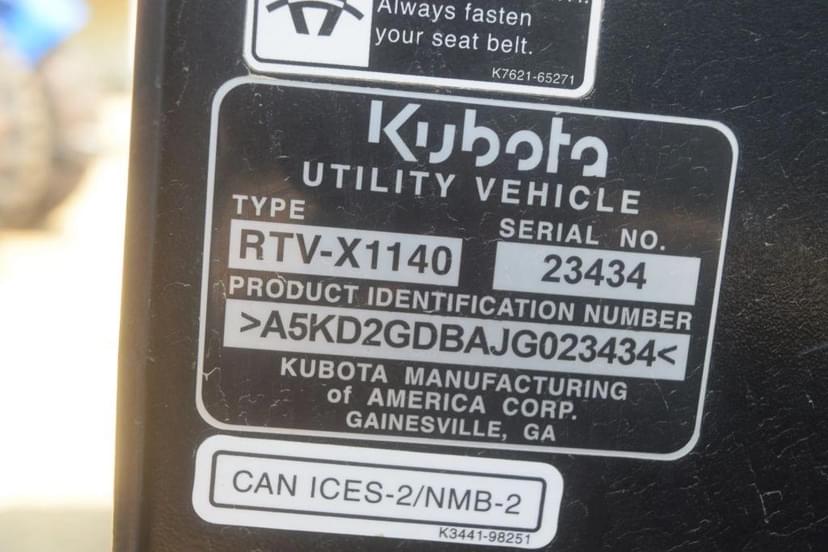 Always fasten
your seat belt.
K7621-65271
Kubota
UTILITY VEHICLE
TYPE
SERIAL NO.
RTV-X1140
23434
PRODUCT IDENTIFICATION NUMBER
>A5KD2GDBAJG023434<
KUBOTA MANUFACTURING
of AMERICA CORP.
GAINESVILLE, GA
CAN ICES-2/NMB-2
K3441-98251